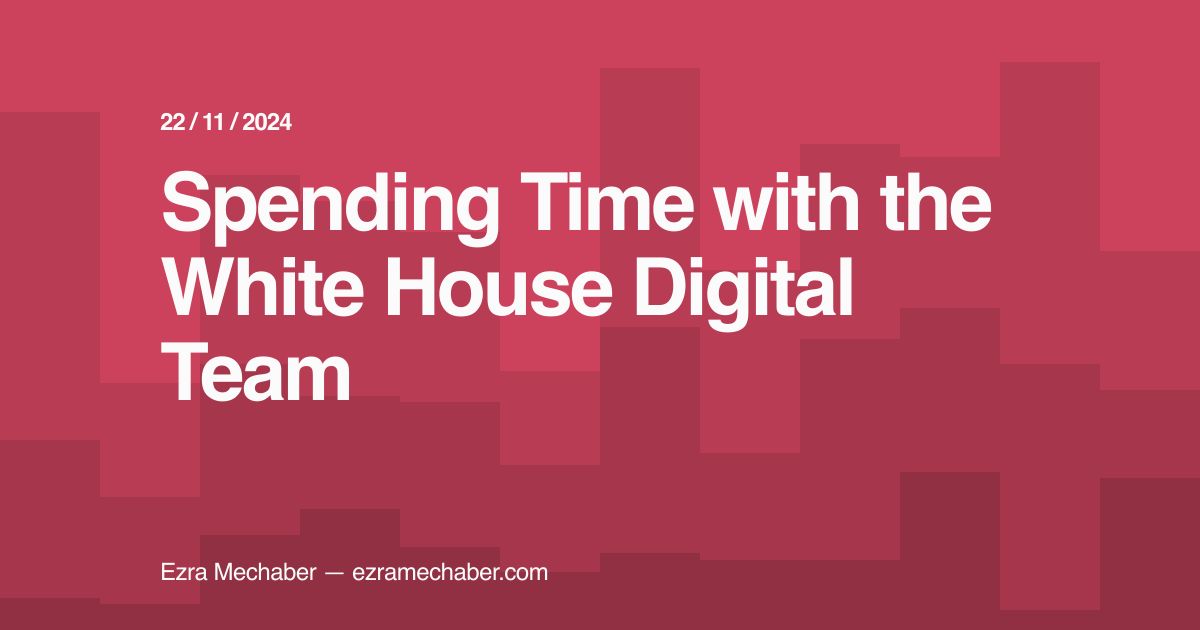 22 / 11 / 2024
Spending Time with the
White House Digital
Team
Ezra Mechaber — ezramechaber.com